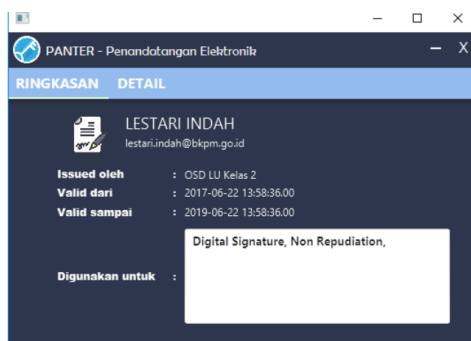 PANTER - Penandatangan Elektronik
RINGKASAN DETAIL
LESTARI INDAH
lestari.indah@bkpm.go.id
Issued oleh : OSD LU Kelas 2
Valid dari : 2017-06-22 13:58:36.00
Valid sampai : 2019-06-22 13:58:36.00
Digital Signature, Non Repudiation,
Digunakan untuk :